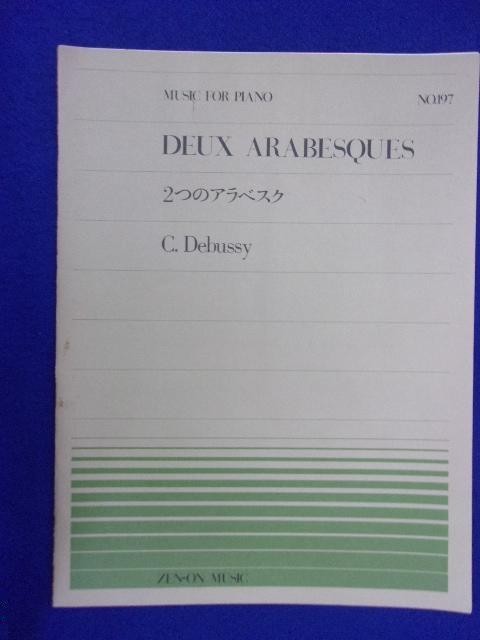 MUSIC FOR PIANO
NO.197
DEUX ARABESQUES
2つのアラベスク
C. Debussy
ZEN-ON MUSIC